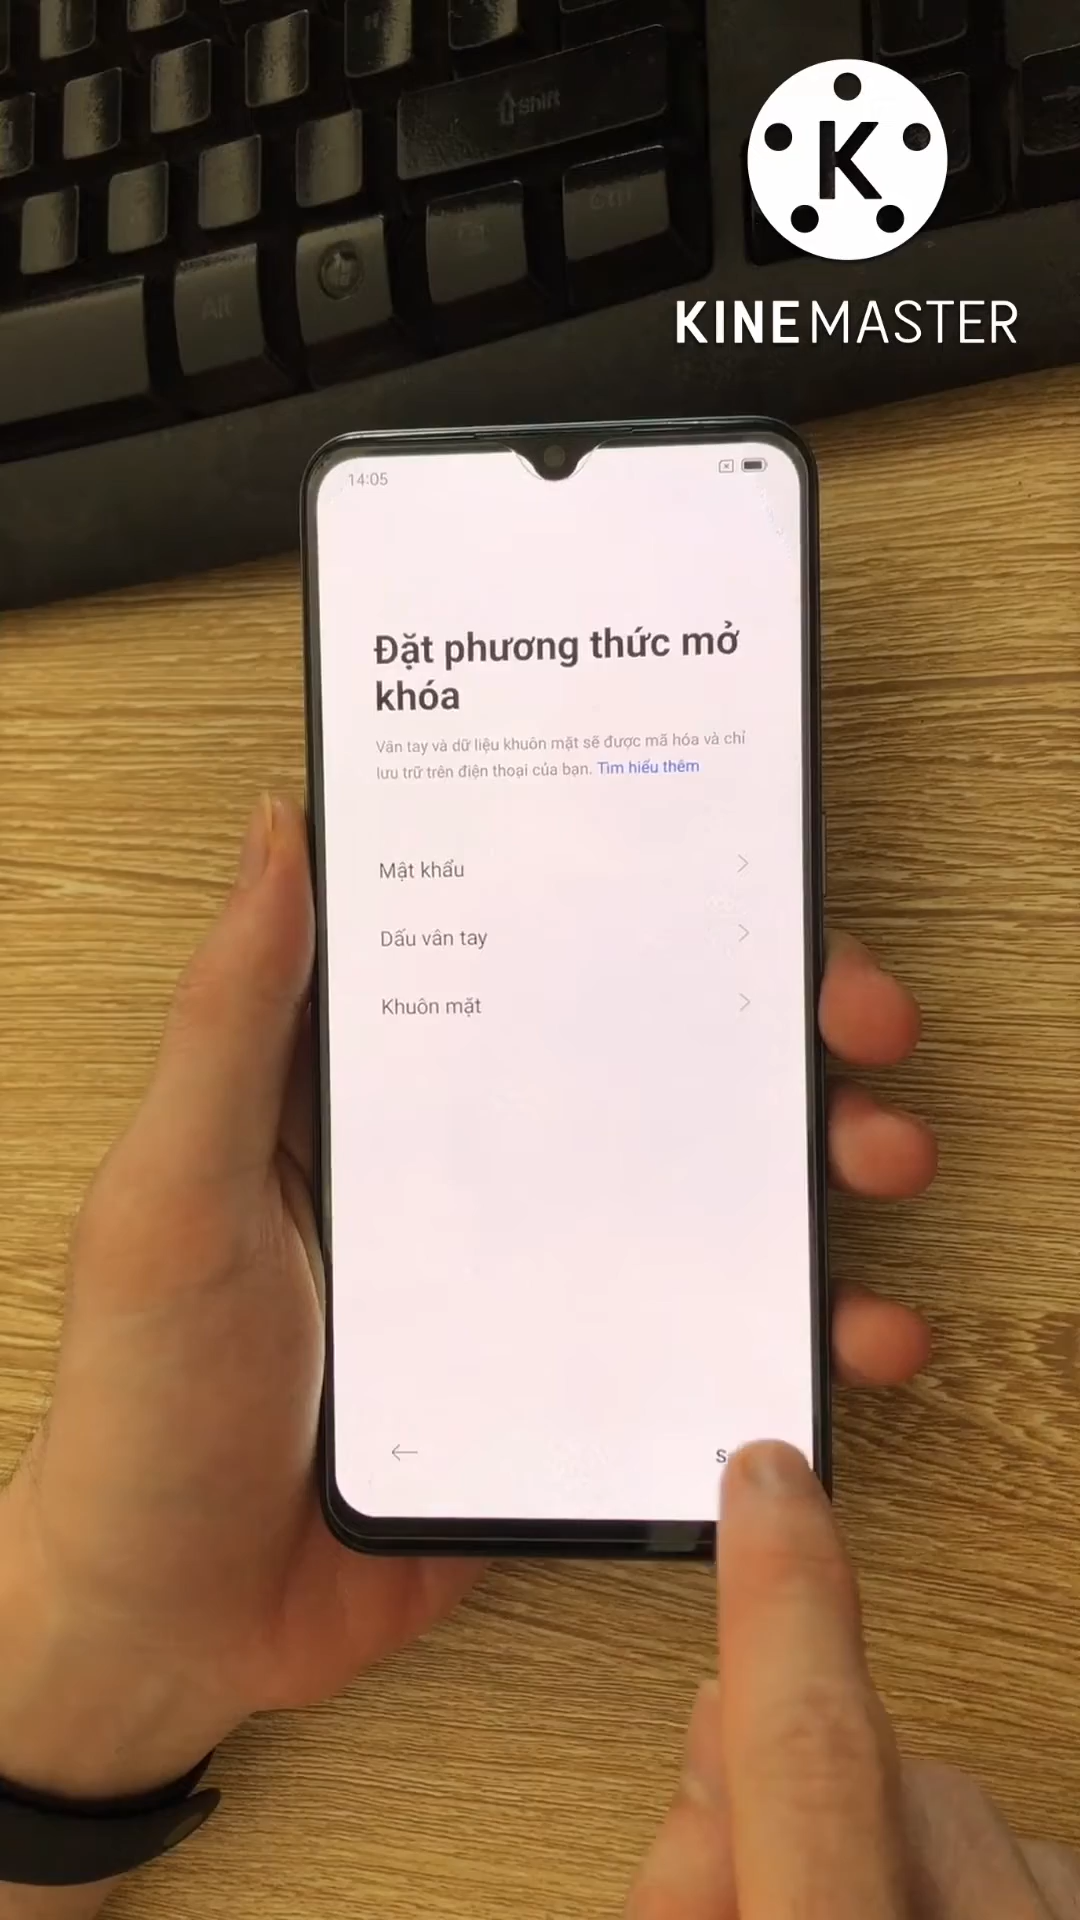 Shift
Ctrl
Alt
KINEMASTER
14:05
Đặt phương thức mở
khóa
Vân tay và dữ liệu khuôn mặt sẽ được mã hóa và chỉ
lưu trữ trên điện thoại của bạn. Tìm hiểu thêm
Mật khẩu
Dấu vân tay
Khuôn mặt